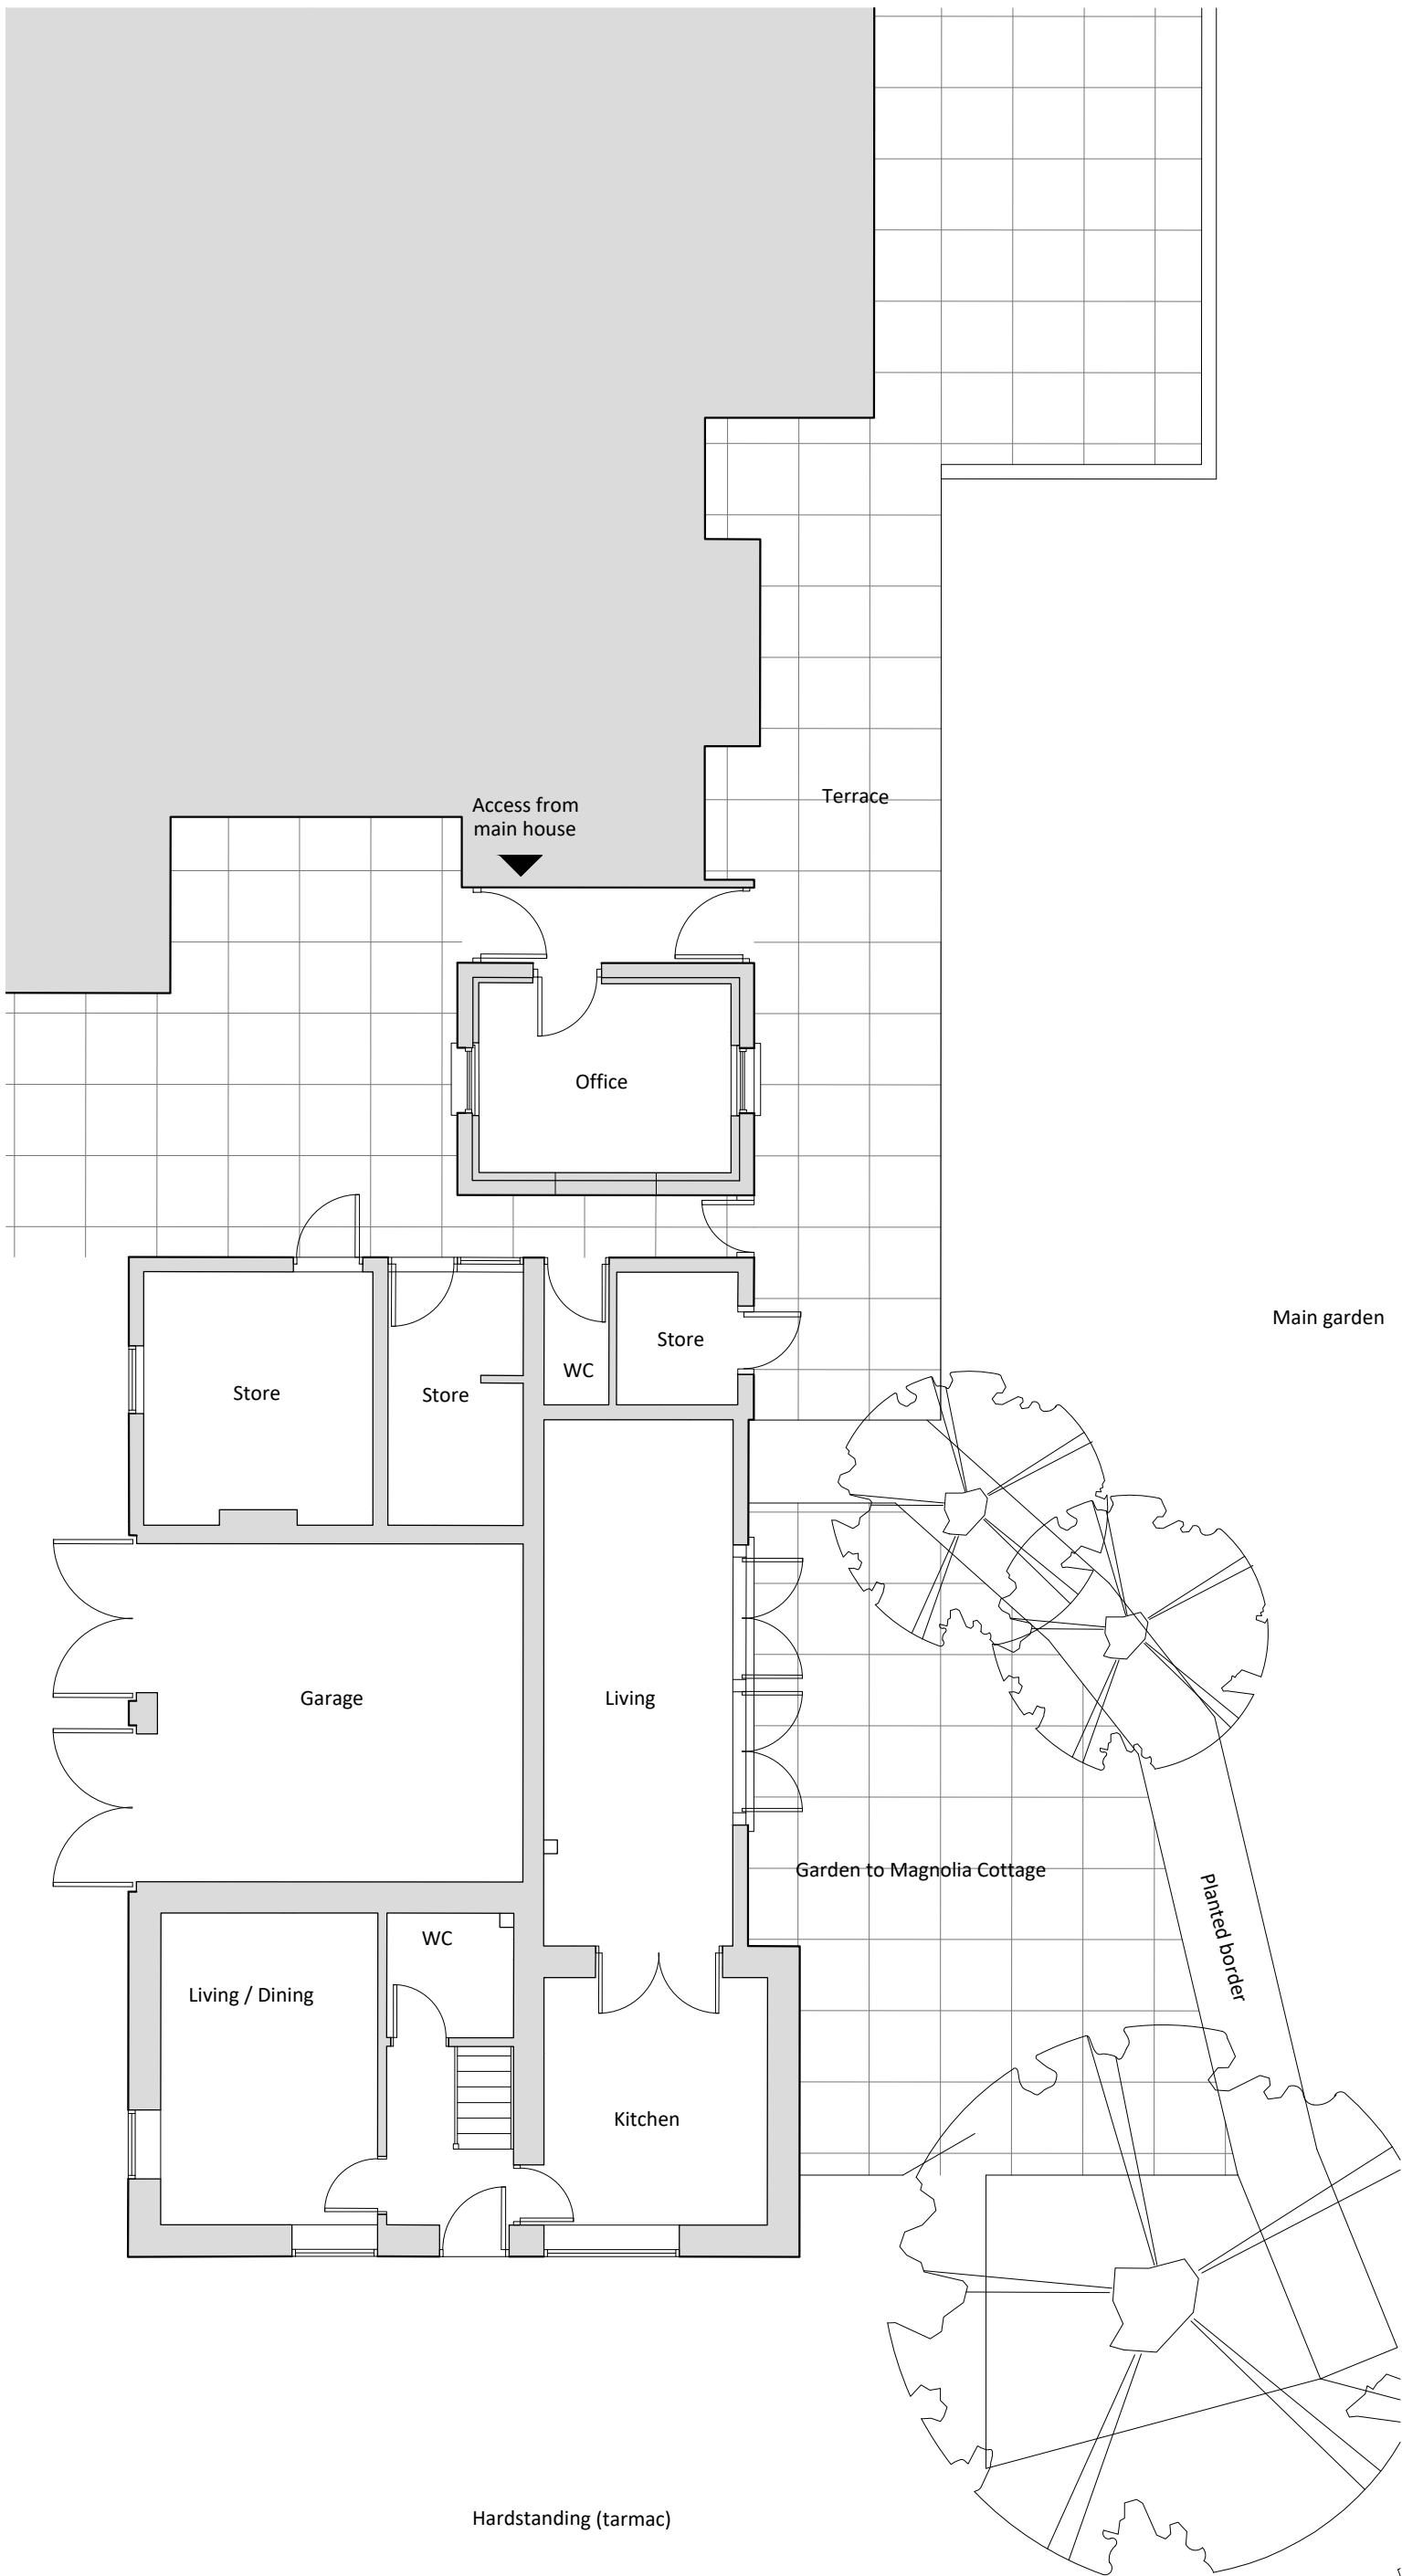 Terrace
Access from
main house
Office
Main garden
Store
WC
Store
Store
Garage
Living
Garden to Magnolia Cottage
Planted border
WC
Living / Dining
Kitchen
Hardstanding (tarmac)